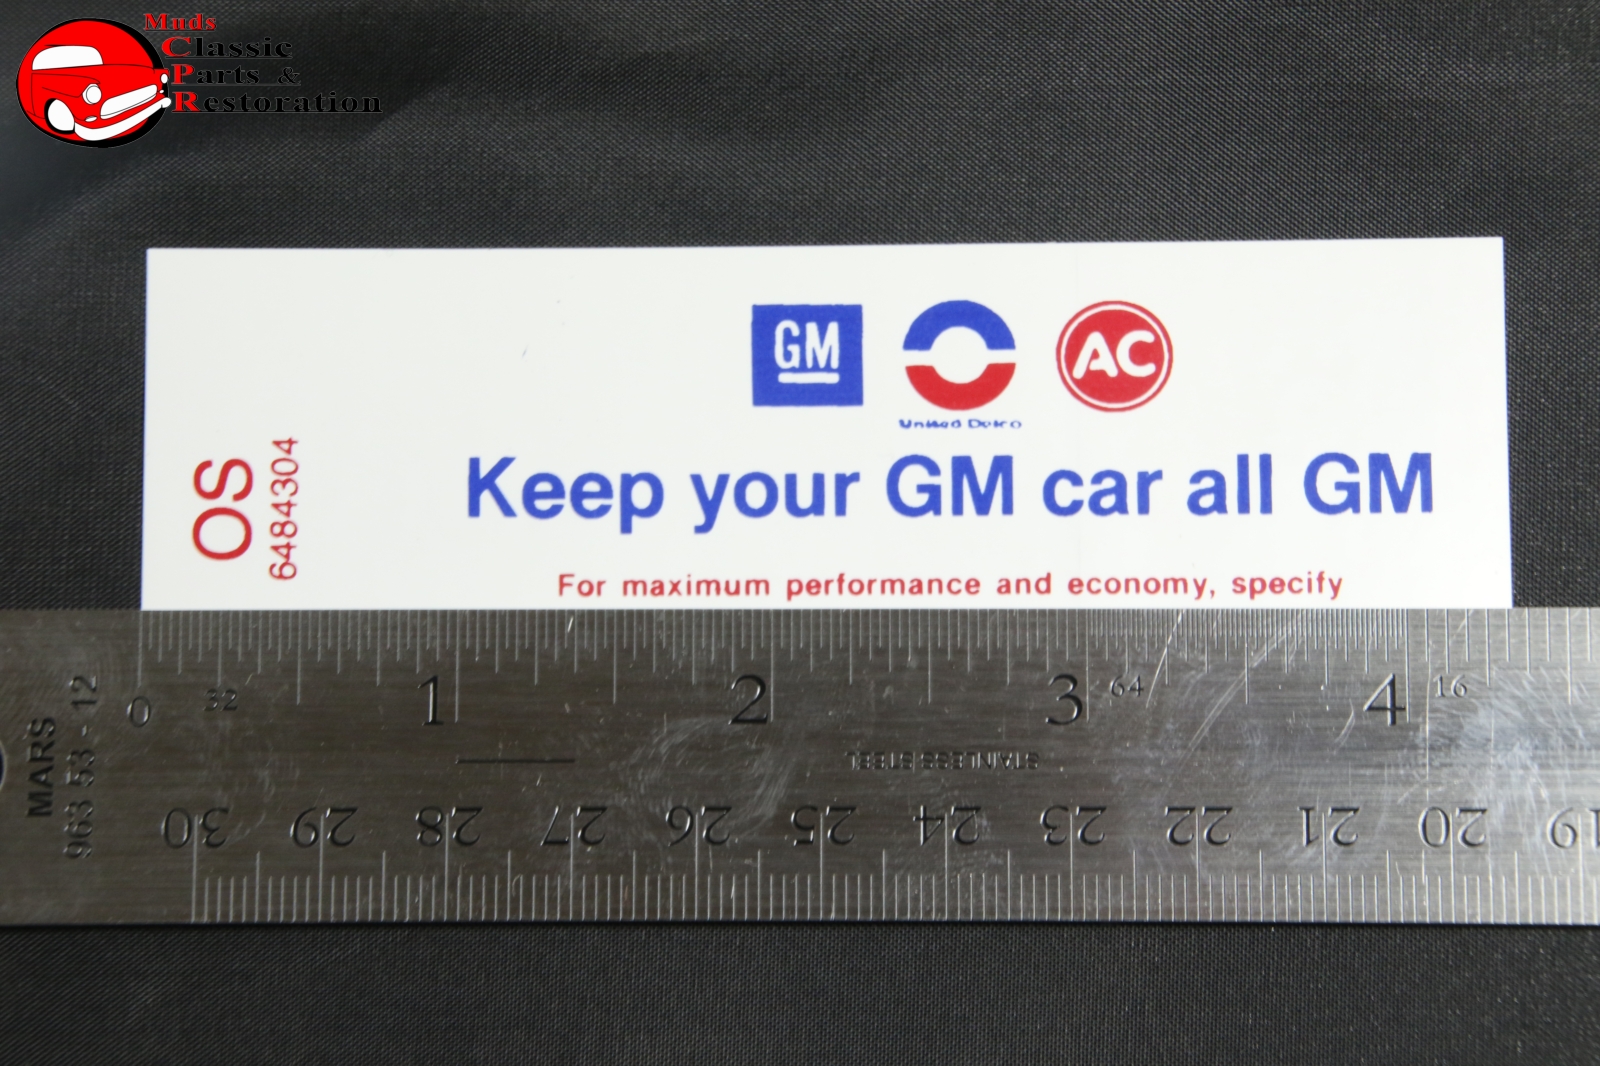 Muds
Classic
Parts &
Restoration
GM
AC
United Delco
Keep your GM car all GM
For maximum performance and economy, specify
OS
6484304
0 32 1 2 3 64 4 16
MARS
963 53 - 12
STAINLESS STEEL
30 29 28 27 26 25 24 23 22 21 20 19